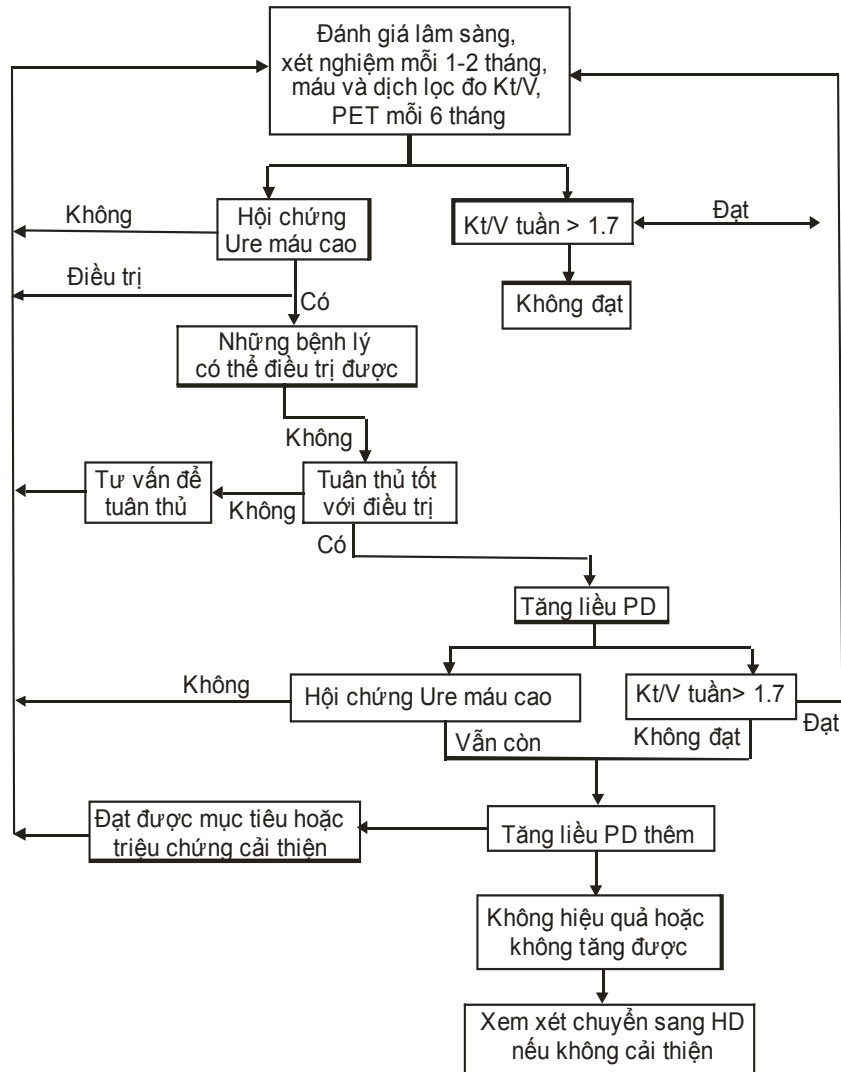 Đánh giá lâm sàng,
xét nghiệm mỗi 1-2 tháng,
máu và dịch lọc đo Kt/V,
PET mỗi 6 tháng
Không
Hội chứng
Ure máu cao
Kt/V tuần > 1.7
Đạt
Điều trị
Có
Không đạt
Những bệnh lý
có thể điều trị được
Không
Tư vấn để
tuân thủ
Không
Tuân thủ tốt
với điều trị
Có
Tăng liều PD
Không
Hội chứng Ure máu cao
Kt/V tuần> 1.7
Đạt
Vẫn còn
Không đạt
Đạt được mục tiêu hoặc
triệu chứng cải thiện
Tăng liều PD thêm
Không hiệu quả hoặc
không tăng được
Xem xét chuyển sang HD
nếu không cải thiện